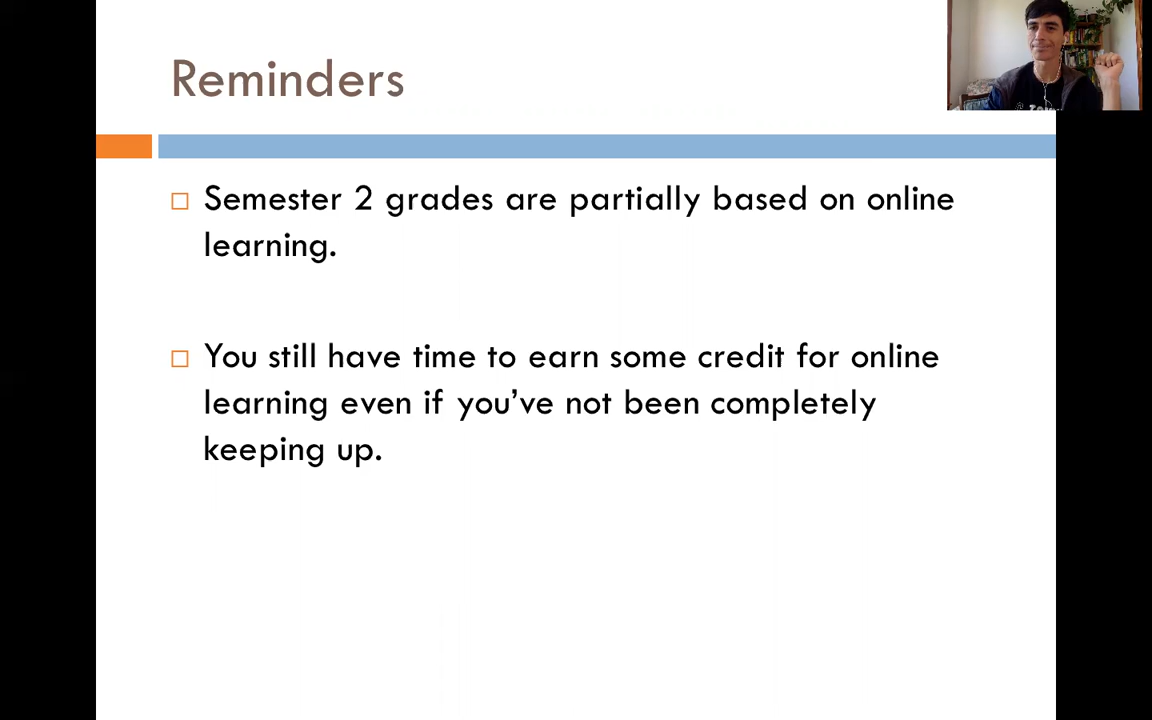 Reminders
Semester 2 grades are partially based on online
learning.
You still have time to earn some credit for online
learning even if you've not been completely
keeping up.